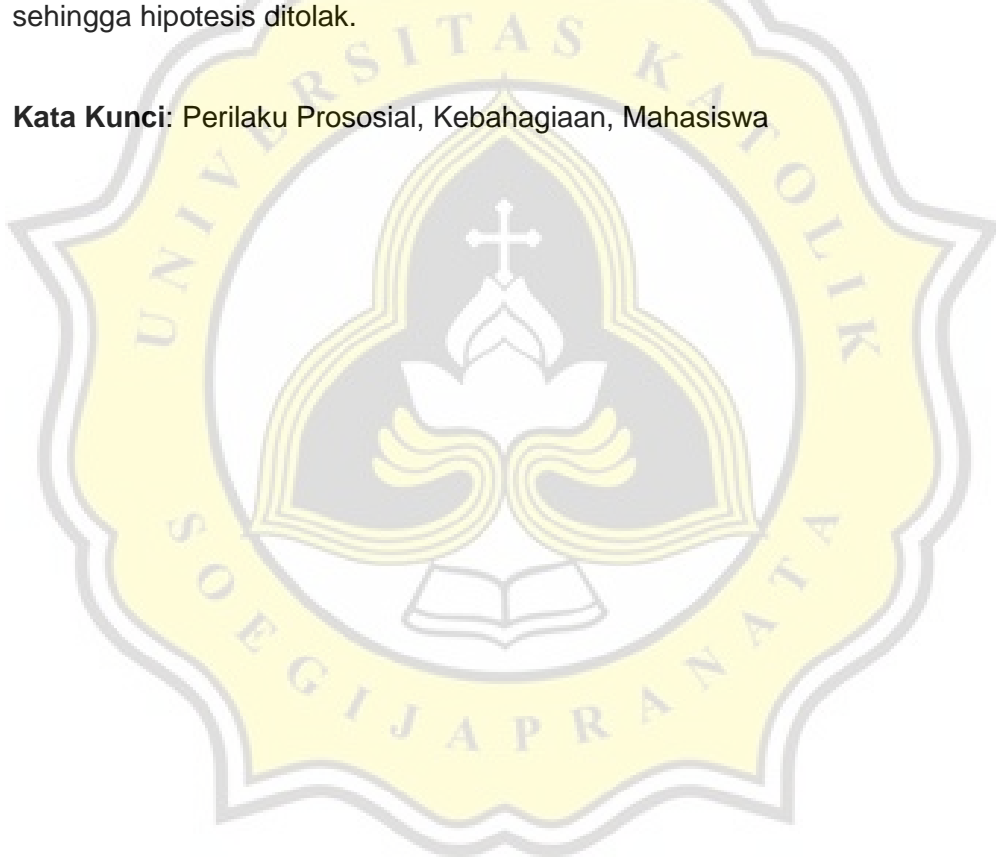 sehingga hipotesis ditolak.
Kata Kunci: Perilaku Prososial, Kebahagiaan, Mahasiswa
UNIVERSITAS KATOLIK
SOEGIJAPRANATA